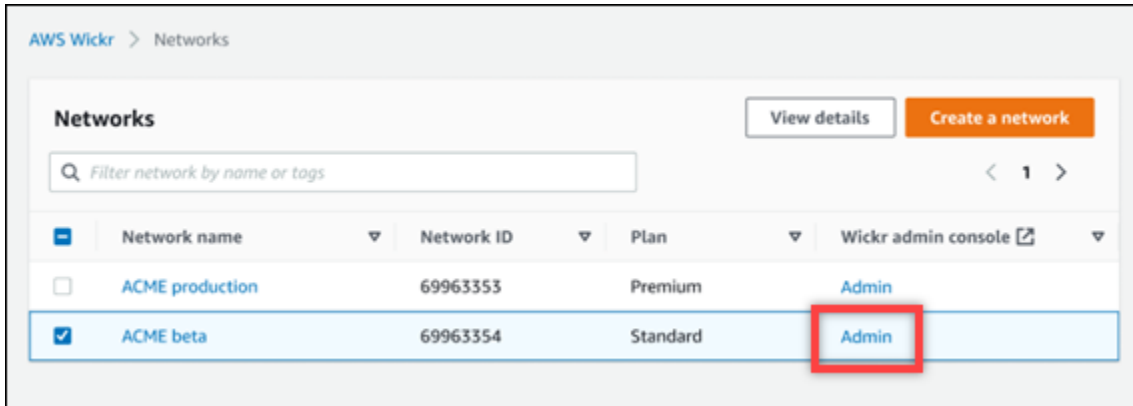 AWS Wickr > Networks
Networks
View details
Create a network
Filter network by name or tags
< 1 >
Network name Network ID Plan Wickr admin console
ACME production 69963353 Premium Admin
ACME beta 69963354 Standard Admin